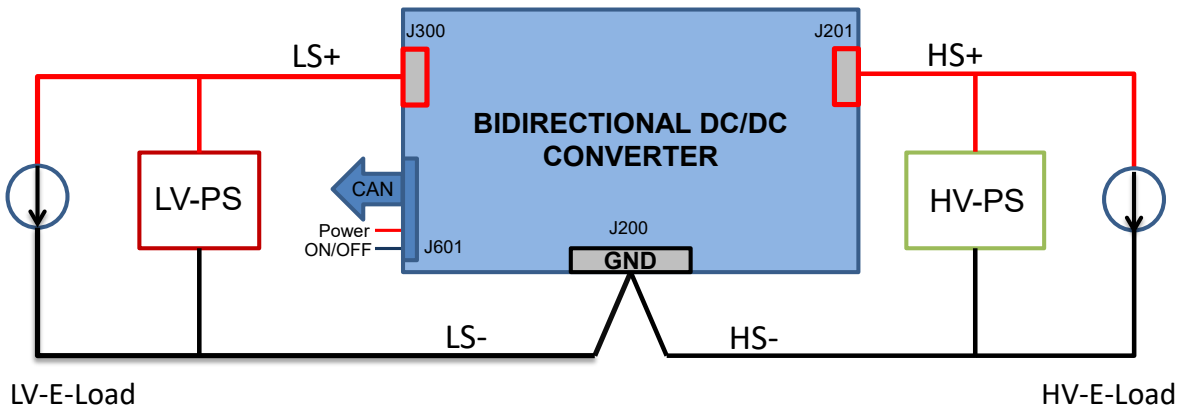 J300
J201
LS+
HS+
BIDIRECTIONAL DC/DC
CONVERTER
LV-PS
CAN
HV-PS
Power
ON/OFF
J601
J200
GND
LS-
HS-
LV-E-Load
HV-E-Load